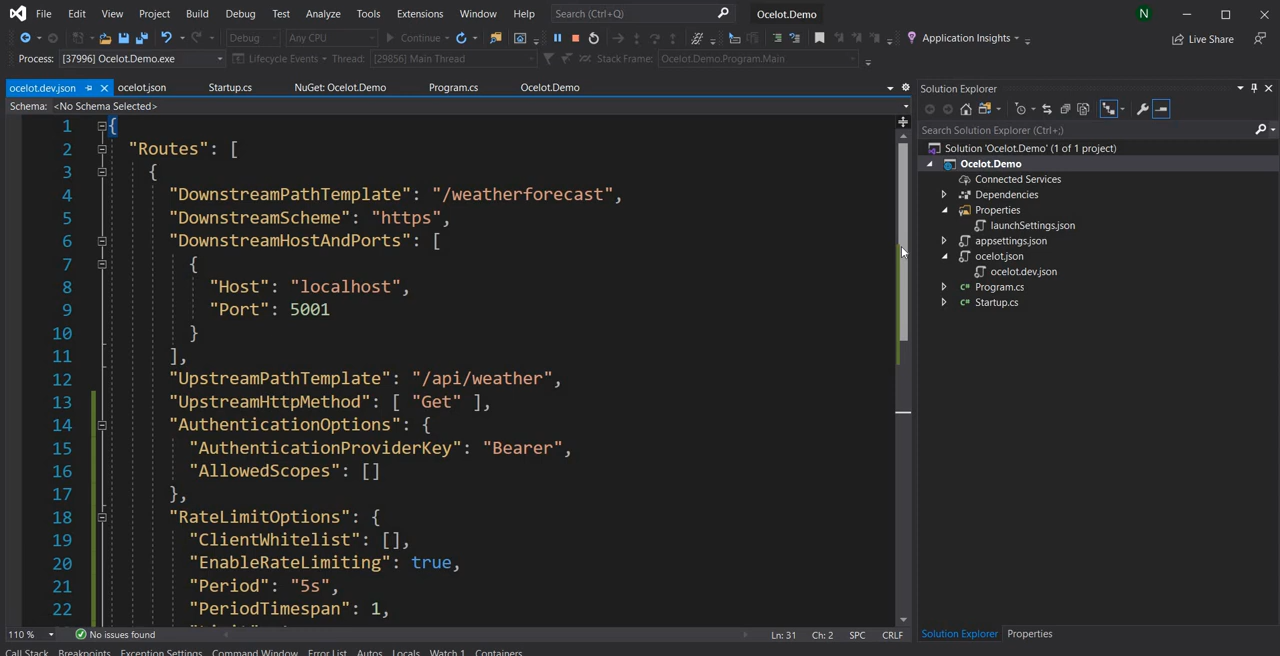 File Edit View Project Build Debug Test Analyze Tools Extensions Window Help Search (Ctrl+Q) Ocelot.Demo N
Debug Any CPU Continue Application Insights Live Share
Process: [37996] Ocelot.Demo.exe Lifecycle Events Thread: [29856] Main Thread Stack Frame: Ocelot.Demo.Program.Main
ocelot.dev.json ocelot.json Startup.cs NuGet: Ocelot.Demo Program.cs Ocelot.Demo
Schema: <No Schema Selected>
1 {
2 "Routes": [
3 {
4 "DownstreamPathTemplate": "/weatherforecast",
5 "DownstreamScheme": "https",
6 "DownstreamHostAndPorts": [
7 {
8 "Host": "localhost",
9 "Port": 5001
10 }
11 ],
12 "UpstreamPathTemplate": "/api/weather",
13 "UpstreamHttpMethod": [ "Get" ],
14 "AuthenticationOptions": {
15 "AuthenticationProviderKey": "Bearer",
16 "AllowedScopes": []
17 },
18 "RateLimitOptions": {
19 "ClientWhitelist": [],
20 "EnableRateLimiting": true,
21 "Period": "5s",
22 "PeriodTimespan": 1,
110 % No issues found Ln: 31 Ch: 2 SPC CRLF
Call Stack Breakpoints Exception Settings Command Window Error List Autos Locals Watch 1 Containers
Solution Explorer
Search Solution Explorer (Ctrl+;)
Solution 'Ocelot.Demo' (1 of 1 project)
Ocelot.Demo
Connected Services
Dependencies
Properties
launchSettings.json
appsettings.json
ocelot.json
ocelot.dev.json
C# Program.cs
C# Startup.cs
Solution Explorer Properties